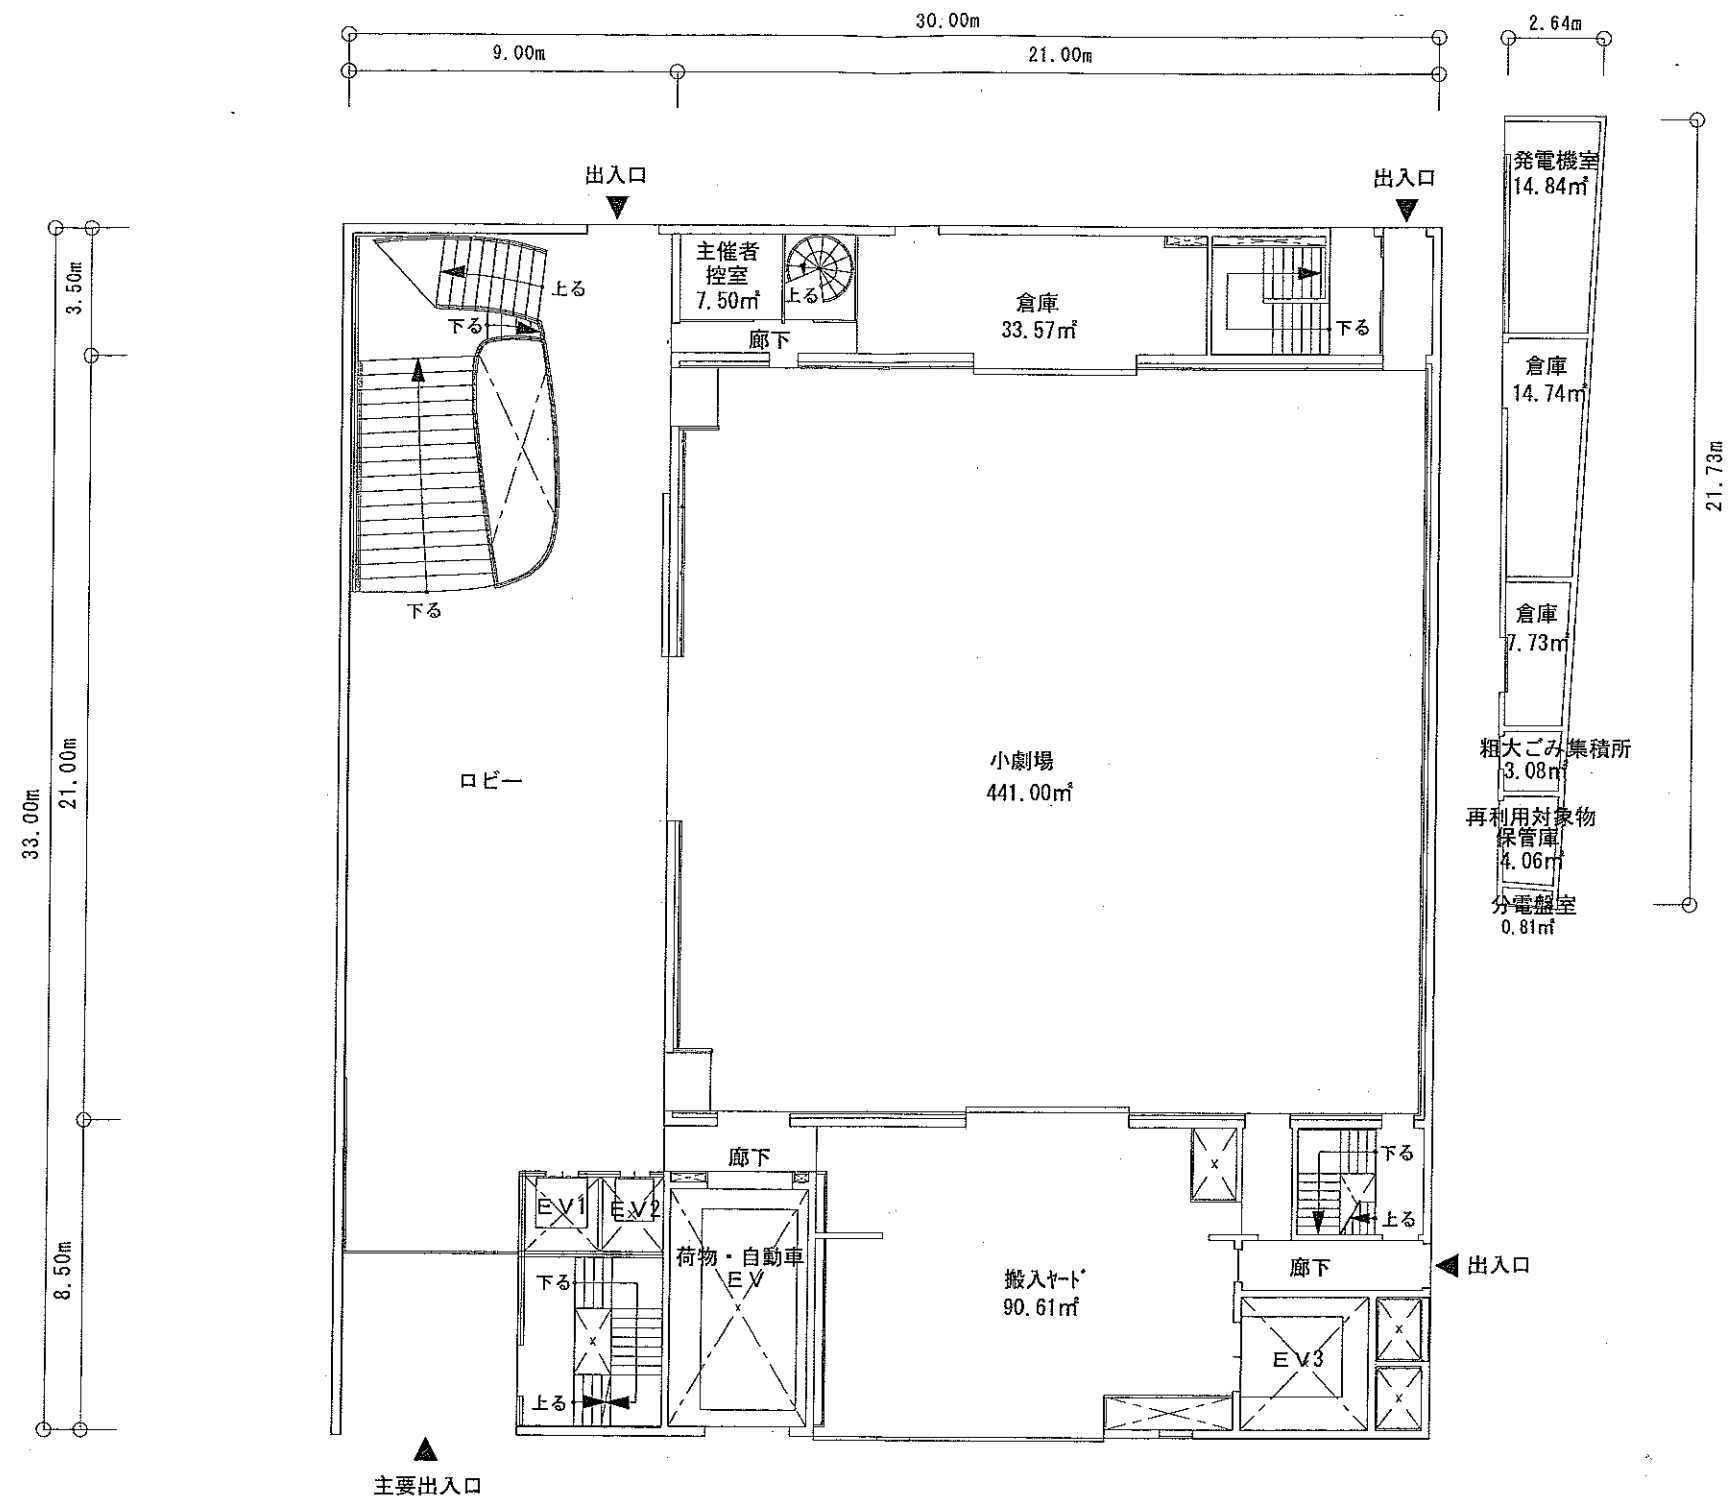 30.00m
2.64m
9.00m
21.00m
出入口
出入口
3.50m
21.00m
33.00m
8.50m
21.73m
発電機室
14.84㎡
主催者
控室
7.50㎡
上る
上る
下る
廊下
倉庫
33.57㎡
下る
倉庫
14.74㎡
下る
倉庫
7.73㎡
粗大ごみ集積所
3.08㎡
ロビー
小劇場
441.00㎡
再利用対象物
保管庫
4.06㎡
分電盤室
0.81㎡
廊下
下る
上る
EV1
EV2
荷物・自動車
EV
廊下
出入口
下る
搬入ヤード
90.61㎡
EV3
上る
主要出入口